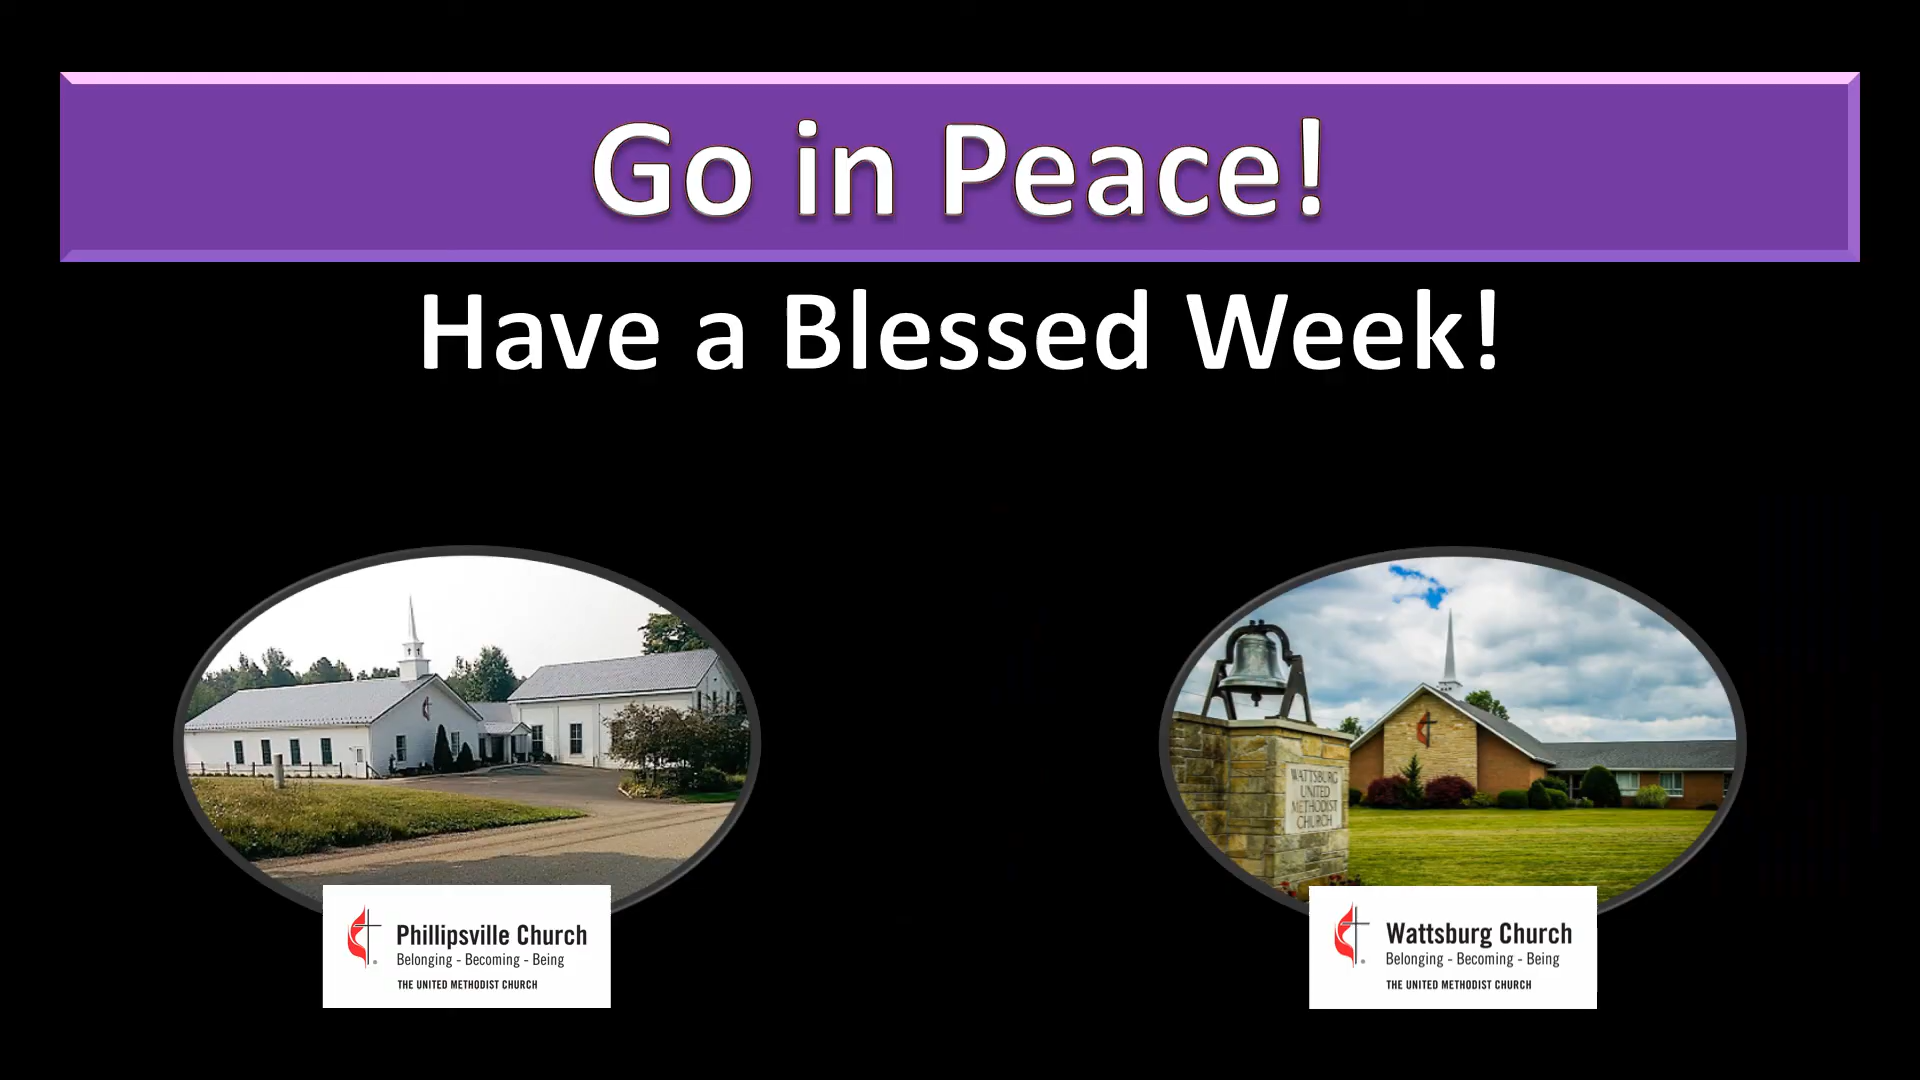 Go in Peace!
Have a Blessed Week!
WATTSBURG
UNITED
METHODIST
CHURCH
Phillipsville Church
Belonging - Becoming - Being
THE UNITED METHODIST CHURCH
Wattsburg Church
Belonging - Becoming - Being
THE UNITED METHODIST CHURCH